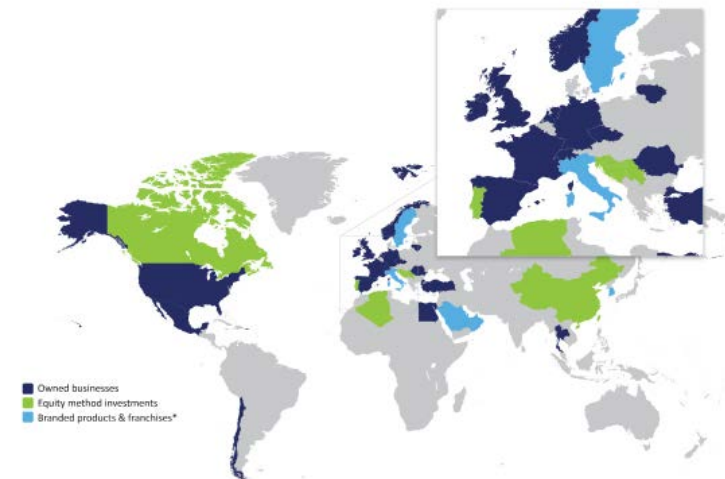 Owned businesses
Equity method investments
Branded products & franchises*